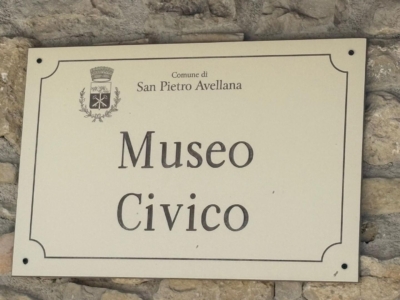 Comune di
San Pietro Avellana
Museo
Civico